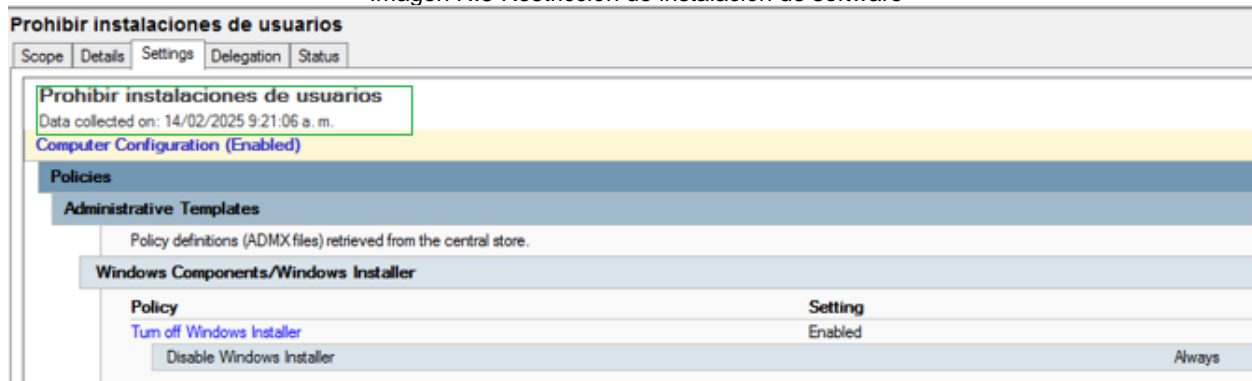 Prohibir instalaciones de usuarios
Scope Details Settings Delegation Status
Prohibir instalaciones de usuarios
Data collected on: 14/02/2025 9:21:06 a. m.
Computer Configuration (Enabled)
Policies
Administrative Templates
Policy definitions (ADMX files) retrieved from the central store.
Windows Components/Windows Installer
Policy Setting
Turn off Windows Installer Enabled
Disable Windows Installer Always